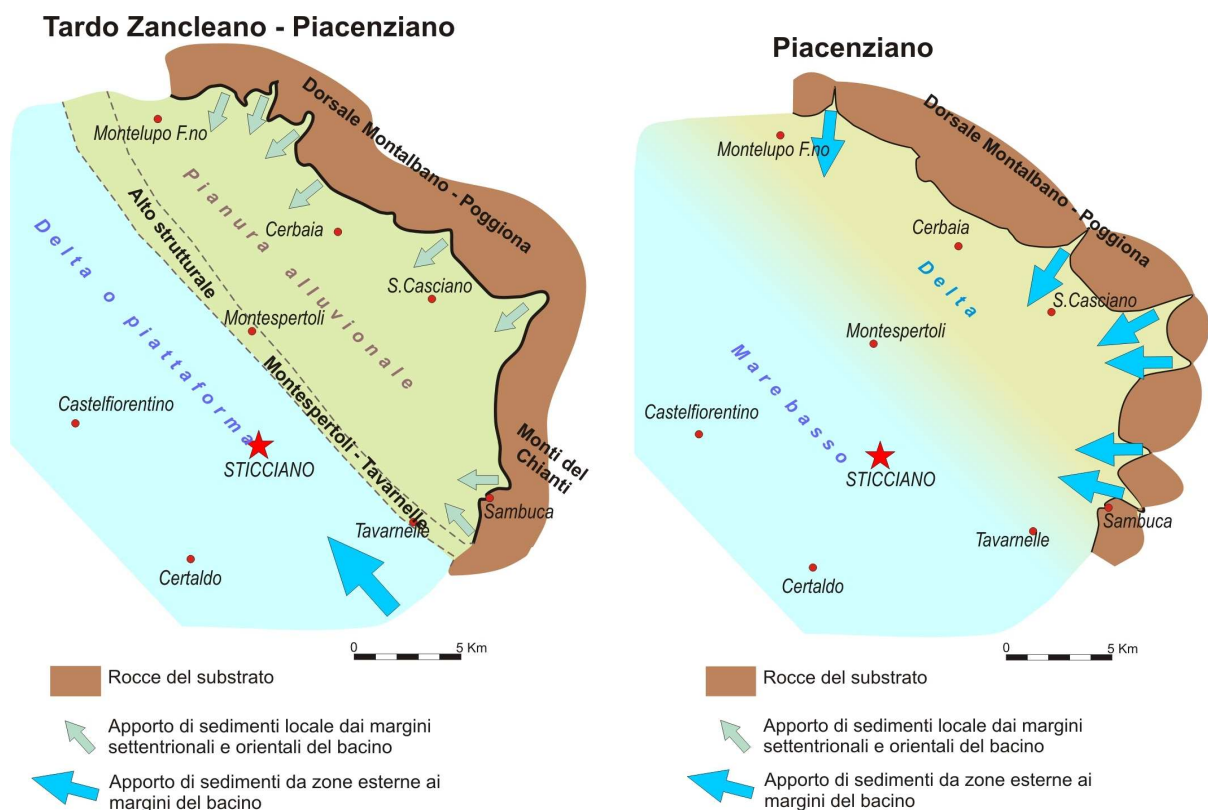 Tardo Zancleano - Piacenziano
Dorsale Montalbano - Poggiona
Montelupo F.no
Pianura alluvionale
Alto strutturale
Cerbaia
Delta o piattaforma
S.Casciano
Montespertoli
Montespertoli - Tavarnelle
Castelfiorentino
Monti del
Chianti
STICCIANO
Sambuca
Tavarnelle
Certaldo
0 5 Km
Rocce del substrato
Apporto di sedimenti locale dai margini
settentrionali e orientali del bacino
Apporto di sedimenti da zone esterne ai
margini del bacino
Piacenziano
Dorsale Montalbano - Poggiona
Montelupo F.no
Cerbaia
Delta
S.Casciano
Montespertoli
Mare basso
Castelfiorentino
STICCIANO
Sambuca
Tavarnelle
Certaldo
0 5 Km
Rocce del substrato
Apporto di sedimenti locale dai margini
settentrionali e orientali del bacino
Apporto di sedimenti da zone esterne ai
margini del bacino